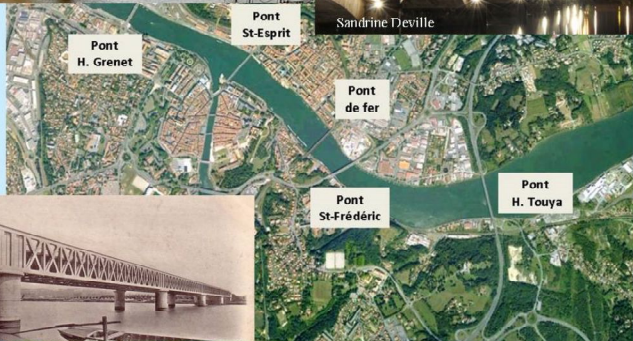 Sandrine Deville
Pont
St-Esprit
Pont
H. Grenet
Pont
de fer
Pont
St-Frédéric
Pont
H. Touya